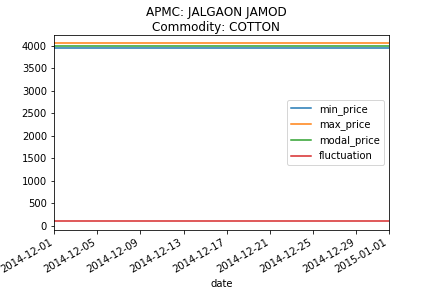 APMC: JALGAON JAMOD
Commodity: COTTON
4000
3500
3000
2500
2000
1500
1000
500
0
min_price
max_price
modal_price
fluctuation
2014-12-01
2014-12-05
2014-12-09
2014-12-13
2014-12-17
2014-12-21
2014-12-25
2014-12-29
2015-01-01
date